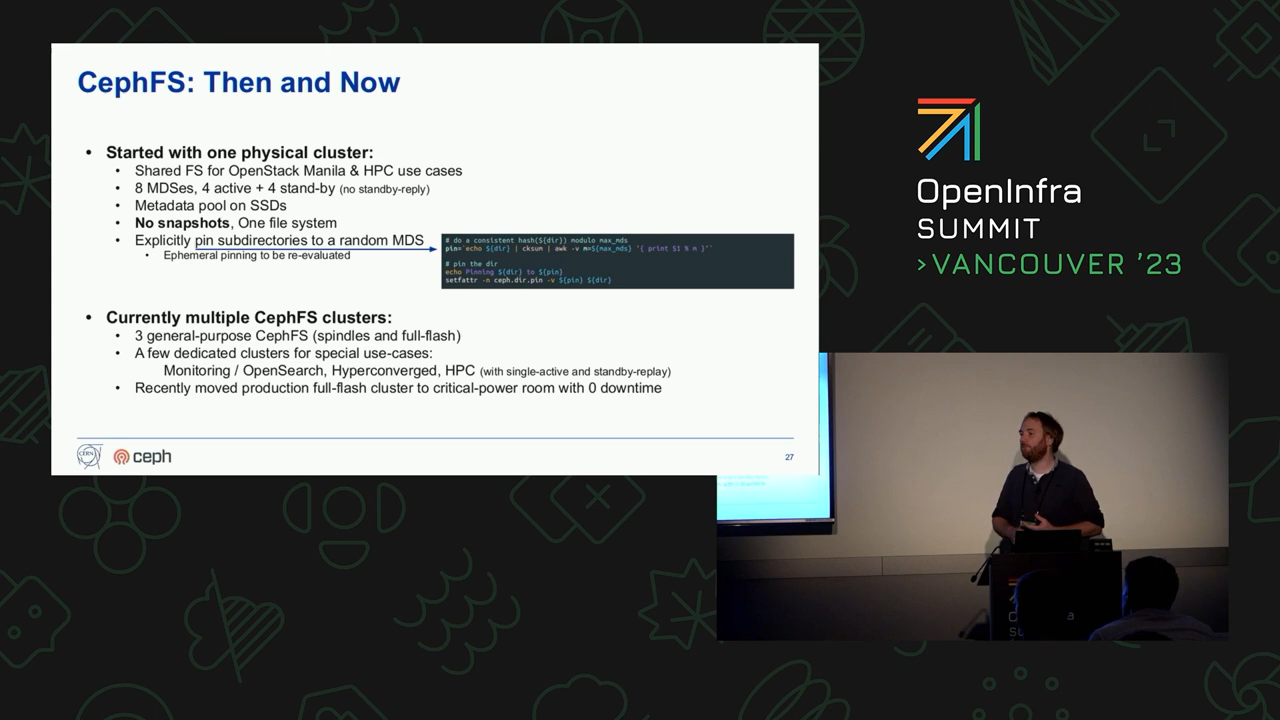 CephFS: Then and Now
• Started with one physical cluster:
• Shared FS for OpenStack Manila & HPC use cases
• 8 MDSes, 4 active + 4 stand-by (no standby-reply)
• Metadata pool on SSDs
• No snapshots, One file system
• Explicitly pin subdirectories to a random MDS
• Ephemeral pinning to be re-evaluated
# do a consistent hash(${dir}) modulo max_mds
pin=`echo ${dir} | cksum | awk -v m=${max_mds} '{ print $1 % m }'`
# pin the dir
echo Pinning ${dir} to ${pin}
setfattr -n ceph.dir.pin -v ${pin} ${dir}
• Currently multiple CephFS clusters:
• 3 general-purpose CephFS (spindles and full-flash)
• A few dedicated clusters for special use-cases:
Monitoring / OpenSearch, Hyperconverged, HPC (with single-active and standby-replay)
• Recently moved production full-flash cluster to critical-power room with 0 downtime
CERN
ceph
27
OpenInfra
SUMMIT
>VANCOUVER '23